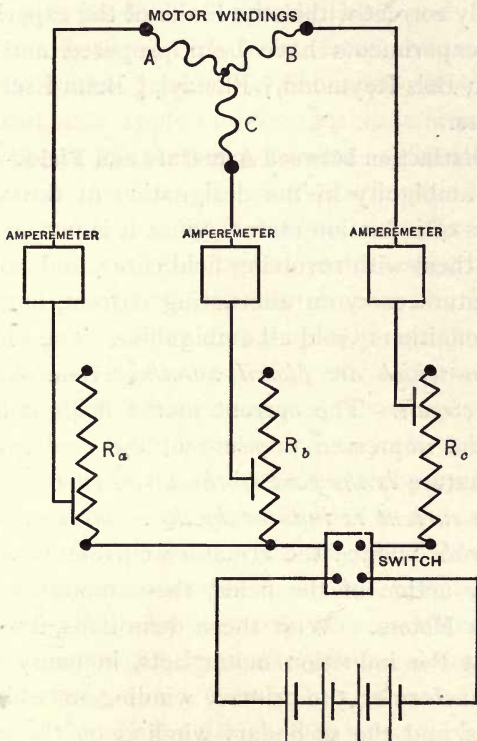 MOTOR WINDINGS
A
B
C
AMPEREMETER AMPEREMETER AMPEREMETER
Ra Rb Rc
SWITCH